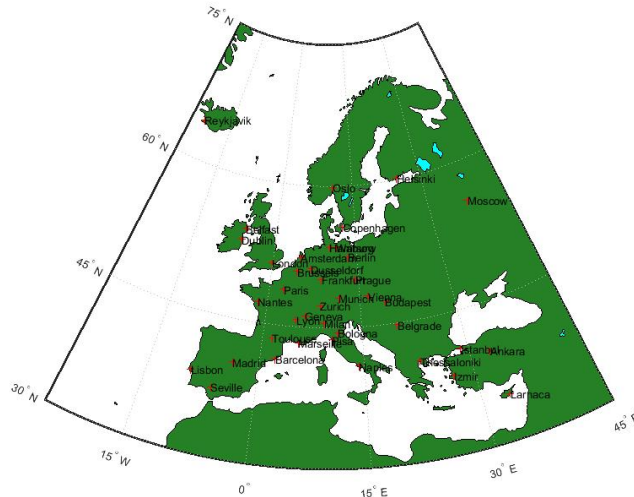 75° N
Reykjavik
60° N
Helsinki
Oslo
Moscow
Copenhagen
Belfast
Dublin
Hamburg
Berlin
Amsterdam
London
Dusseldorf
Brussels
Frankfurt
Prague
45° N
Paris
Munich
Vienna
Nantes
Budapest
Zurich
Geneva
Lyon
Milan
Belgrade
Bologna
Toulouse
Pisa
Marseille
Istanbul
Ankara
Barcelona
Madrid
Thessaloniki
Lisbon
Naples
Izmir
Seville
Larnaca
30° N
45° E
15° W
30° E
0°
15° E